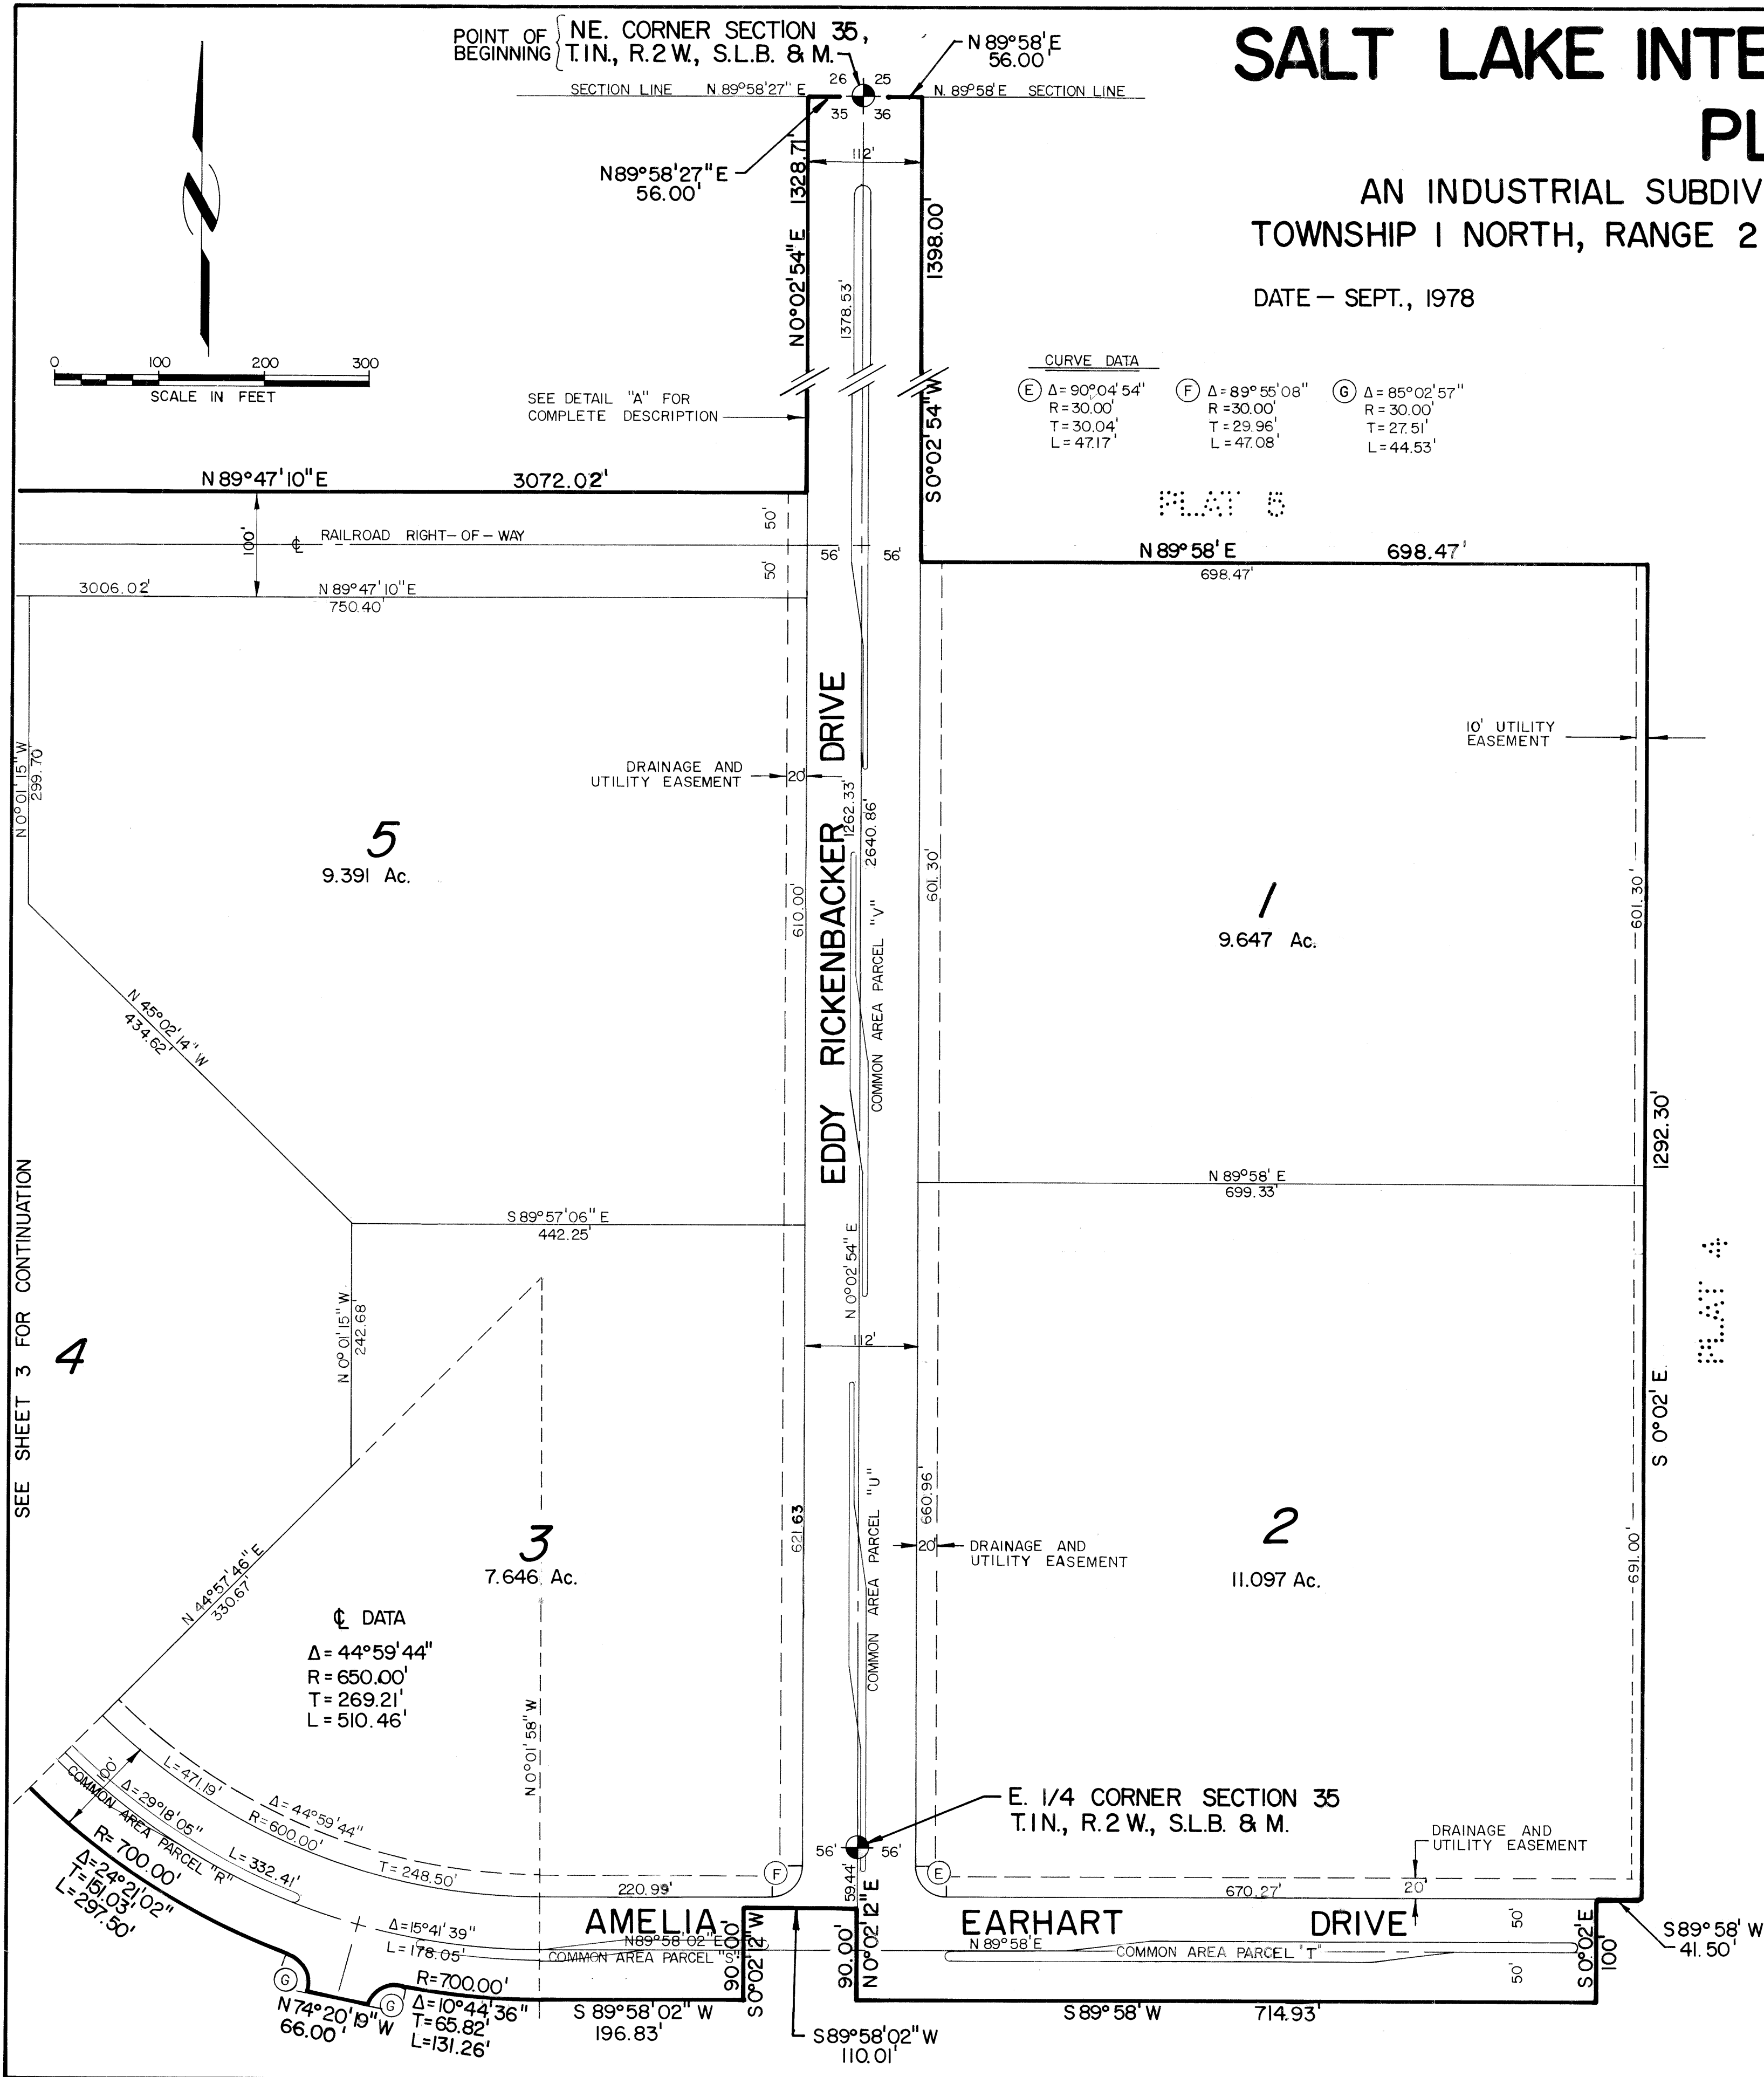 SALT LAKE INTE
PL
AN INDUSTRIAL SUBDIV
TOWNSHIP 1 NORTH, RANGE 2
DATE — SEPT., 1978
POINT OF BEGINNING
NE. CORNER SECTION 35,
T.1N., R.2 W., S.L.B. & M.
N 89°58' E
56.00'
SECTION LINE N 89°58'27" E
26 25
35 36
N. 89°58' E SECTION LINE
N89°58'27"E
56.00'
112'
N 0°02'54" E 1328.71'
1378.53'
1398.00'
S 0°02'54" W
0 100 200 300
SCALE IN FEET
SEE DETAIL "A" FOR
COMPLETE DESCRIPTION
CURVE DATA
E Δ= 90°04'54"
R = 30.00'
T = 30.04'
L = 47.17'
F Δ= 89°55'08"
R = 30.00'
T = 29.96'
L = 47.08'
G Δ= 85°02'57"
R = 30.00'
T = 27.51'
L = 44.53'
PLAT 5
N 89°47'10" E 3072.02'
100'
℄ RAILROAD RIGHT-OF-WAY
50'
50'
56' 56'
3006.02' N 89°47'10" E
750.40'
N 89°58' E 698.47'
698.47'
N 0°01'15" W
299.70'
DRAINAGE AND
UTILITY EASEMENT
20'
10' UTILITY
EASEMENT
5
9.391 Ac.
610.00'
EDDY RICKENBACKER DRIVE
1262.33'
2640.86'
COMMON AREA PARCEL "V"
601.30'
1
9.647 Ac.
601.30'
N 45°02'14" W
434.62'
1292.30'
N 89°58' E
699.33'
S 89°57'06" E
442.25'
N 0°02'54" E
112'
SEE SHEET 3 FOR CONTINUATION
4
N 0°01'15" W
242.68'
PLAT 4
S 0°02' E
3
7.646 Ac.
621.63
COMMON AREA PARCEL "U"
660.96'
20'
DRAINAGE AND
UTILITY EASEMENT
2
11.097 Ac.
691.00'
N 44°57'46" E
330.67'
℄ DATA
Δ= 44°59'44"
R = 650.00'
T = 269.21'
L = 510.46'
N 0°01'58" W
E. 1/4 CORNER SECTION 35
T.1N., R.2 W., S.L.B. & M.
56' 56'
DRAINAGE AND
UTILITY EASEMENT
20'
L= 471.19'
Δ= 44°59'44"
R= 600.00'
T= 248.50'
100'
Δ= 29°18'05"
L= 332.41'
COMMON AREA PARCEL "R"
R= 700.00'
Δ=24°21'02"
T=151.03'
L=297.50'
F
E
220.99'
59.44'
670.27'
AMELIA EARHART DRIVE
Δ=15°41'39"
L= 178.05'
N89°58'02"E
COMMON AREA PARCEL "S"
90.00'
S0°02'12"W
90.00'
N0°02'12"E
N 89°58'E
COMMON AREA PARCEL "T"
50'
50'
S 0°02' E
100'
S89°58' W
41.50'
G
N 74°20'19" W
66.00'
G
R=700.00'
Δ=10°44'36"
T=65.82'
L=131.26'
S 89°58'02" W
196.83'
S89°58'02"W
110.01'
S89°58' W 714.93'